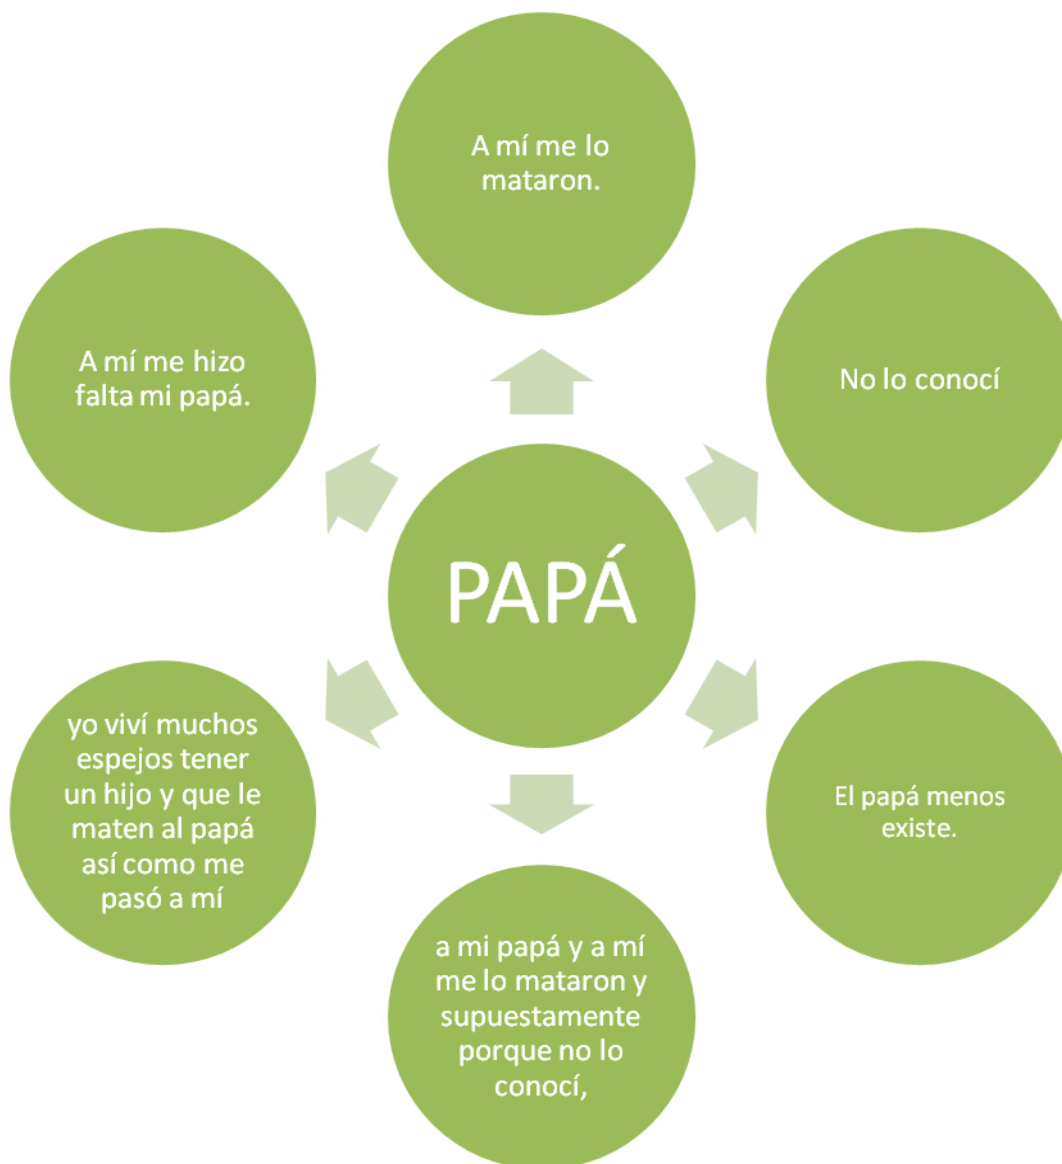 A mí me lo
mataron.
A mí me hizo
falta mi papá.
No lo conocí
PAPÁ
yo viví muchos
espejos tener
un hijo y que le
maten al papá
así como me
pasó a mí
El papá menos
existe.
a mi papá y a mí
me lo mataron y
supuestamente
porque no lo
conocí,